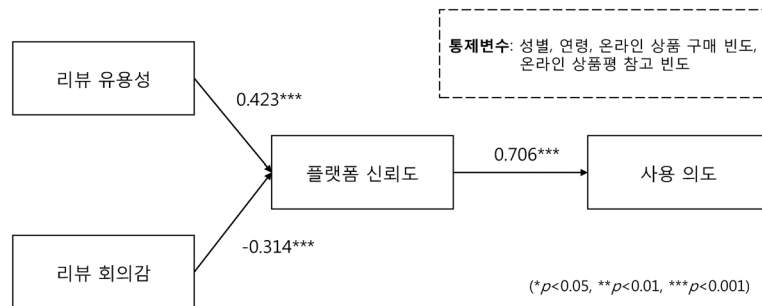 통제변수: 성별, 연령, 온라인 상품 구매 빈도,
온라인 상품평 참고 빈도
리뷰 유용성
0.423***
플랫폼 신뢰도
0.706***
사용 의도
-0.314***
리뷰 회의감
(*p<0.05, **p<0.01, ***p<0.001)